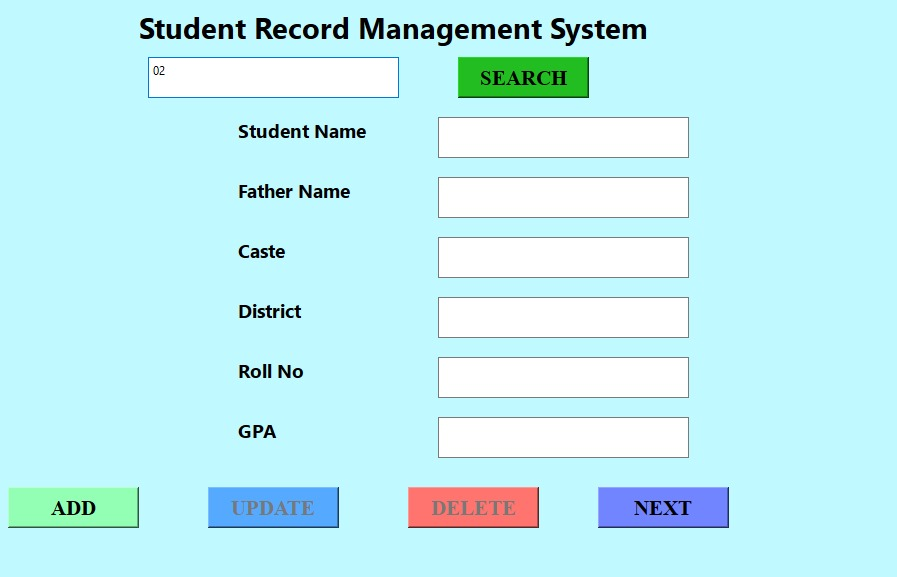 Student Record Management System
02
SEARCH
Student Name
Father Name
Caste
District
Roll No
GPA
ADD
UPDATE
DELETE
NEXT